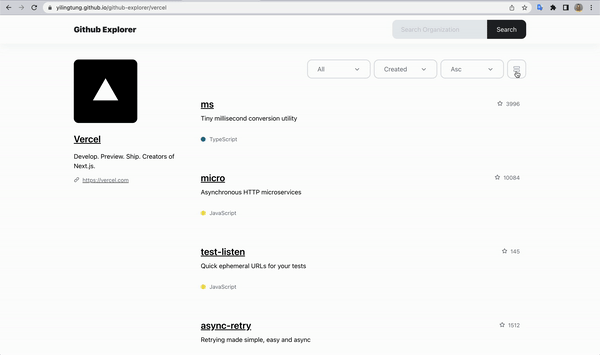 yilingtung.github.io/github-explorer/vercel
Github Explorer
Search Organization
Search
All
Created
Asc
ms
3996
Tiny millisecond conversion utility
TypeScript
Vercel
Develop. Preview. Ship. Creators of
Next.js.
https://vercel.com
micro
10084
Asynchronous HTTP microservices
JavaScript
test-listen
145
Quick ephemeral URLs for your tests
JavaScript
async-retry
1512
Retrying made simple, easy and async